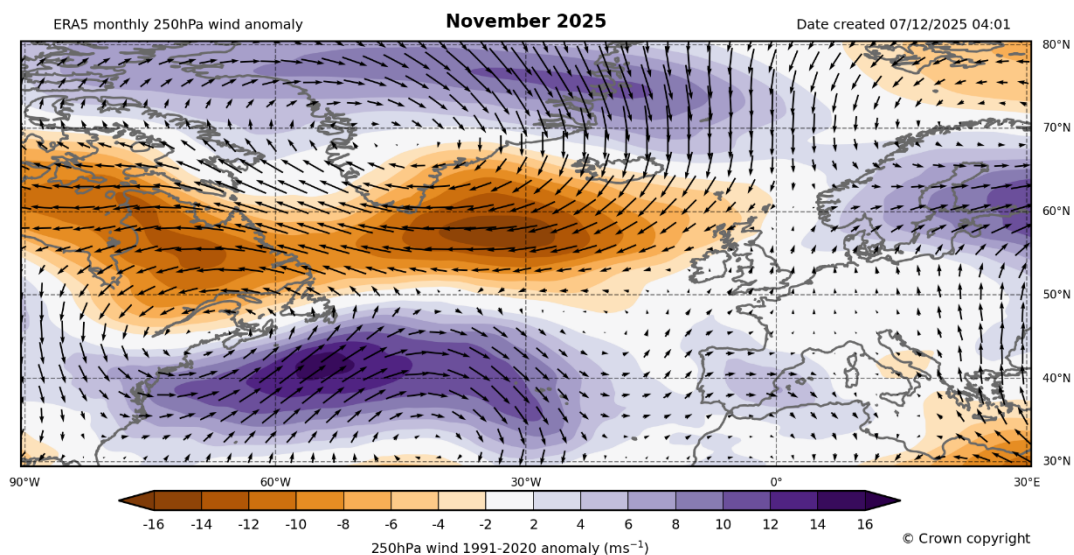 ERA5 monthly 250hPa wind anomaly
November 2025
Date created 07/12/2025 04:01
80°N
70°N
60°N
50°N
40°N
30°N
90°W 60°W 30°W 0° 30°E
-16 -14 -12 -10 -8 -6 -4 -2 2 4 6 8 10 12 14 16
250hPa wind 1991-2020 anomaly (ms⁻¹)
© Crown copyright